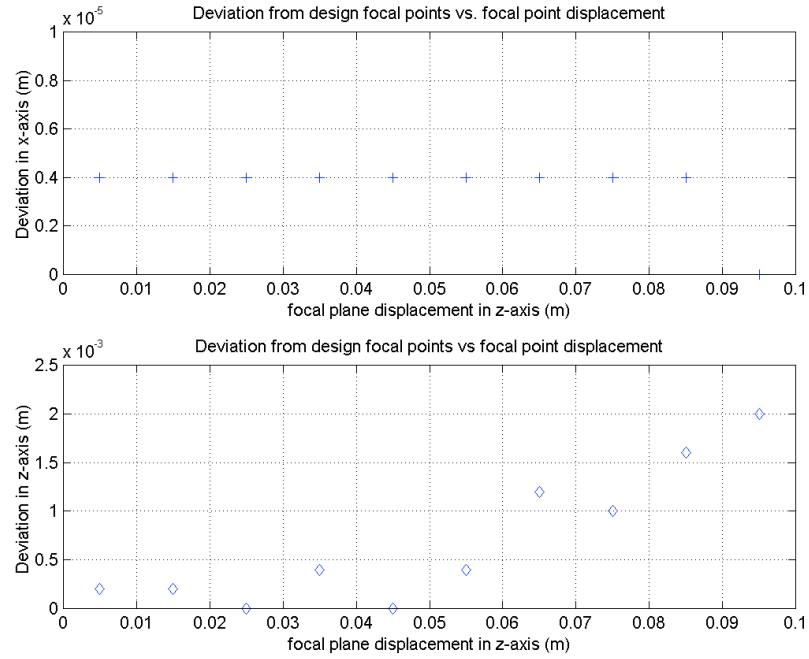 Deviation from design focal points vs. focal point displacement
x 10-5
1
0.8
0.6
0.4
0.2
0
Deviation in x-axis (m)
0 0.01 0.02 0.03 0.04 0.05 0.06 0.07 0.08 0.09 0.1
focal plane displacement in z-axis (m)
Deviation from design focal points vs focal point displacement
x 10-3
2.5
2
1.5
1
0.5
0
Deviation in z-axis (m)
0 0.01 0.02 0.03 0.04 0.05 0.06 0.07 0.08 0.09 0.1
focal plane displacement in z-axis (m)